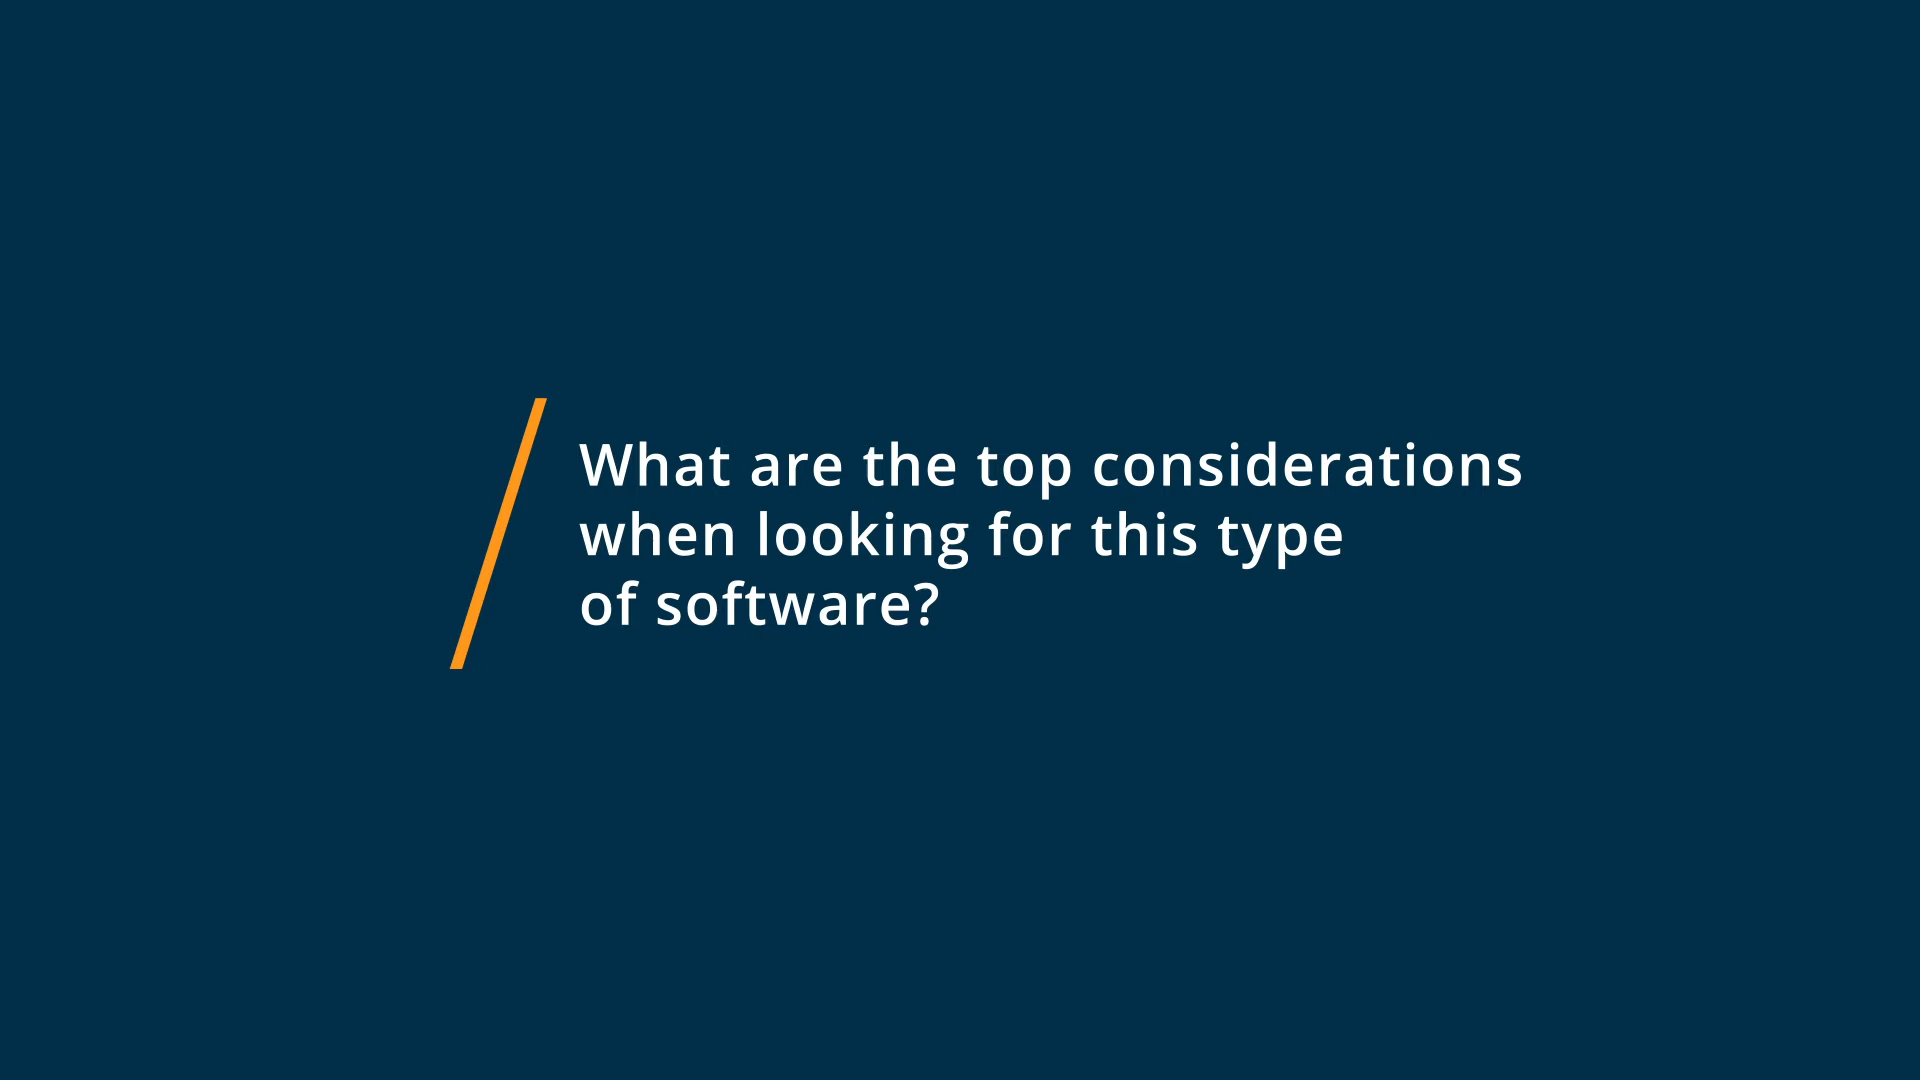 What are the top considerations
when looking for this type
of software?